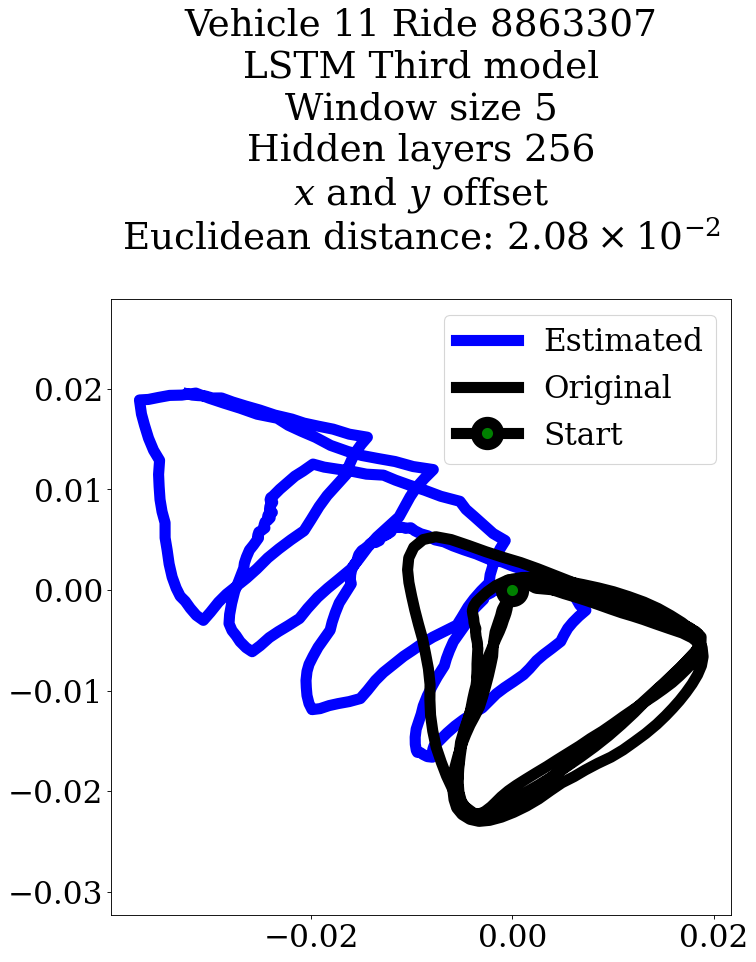 Vehicle 11 Ride 8863307
LSTM Third model
Window size 5
Hidden layers 256
x and y offset
Euclidean distance: 2.08 × 10⁻²
Estimated
Original
Start
0.02
0.01
0.00
−0.01
−0.02
−0.03
−0.02 0.00 0.02